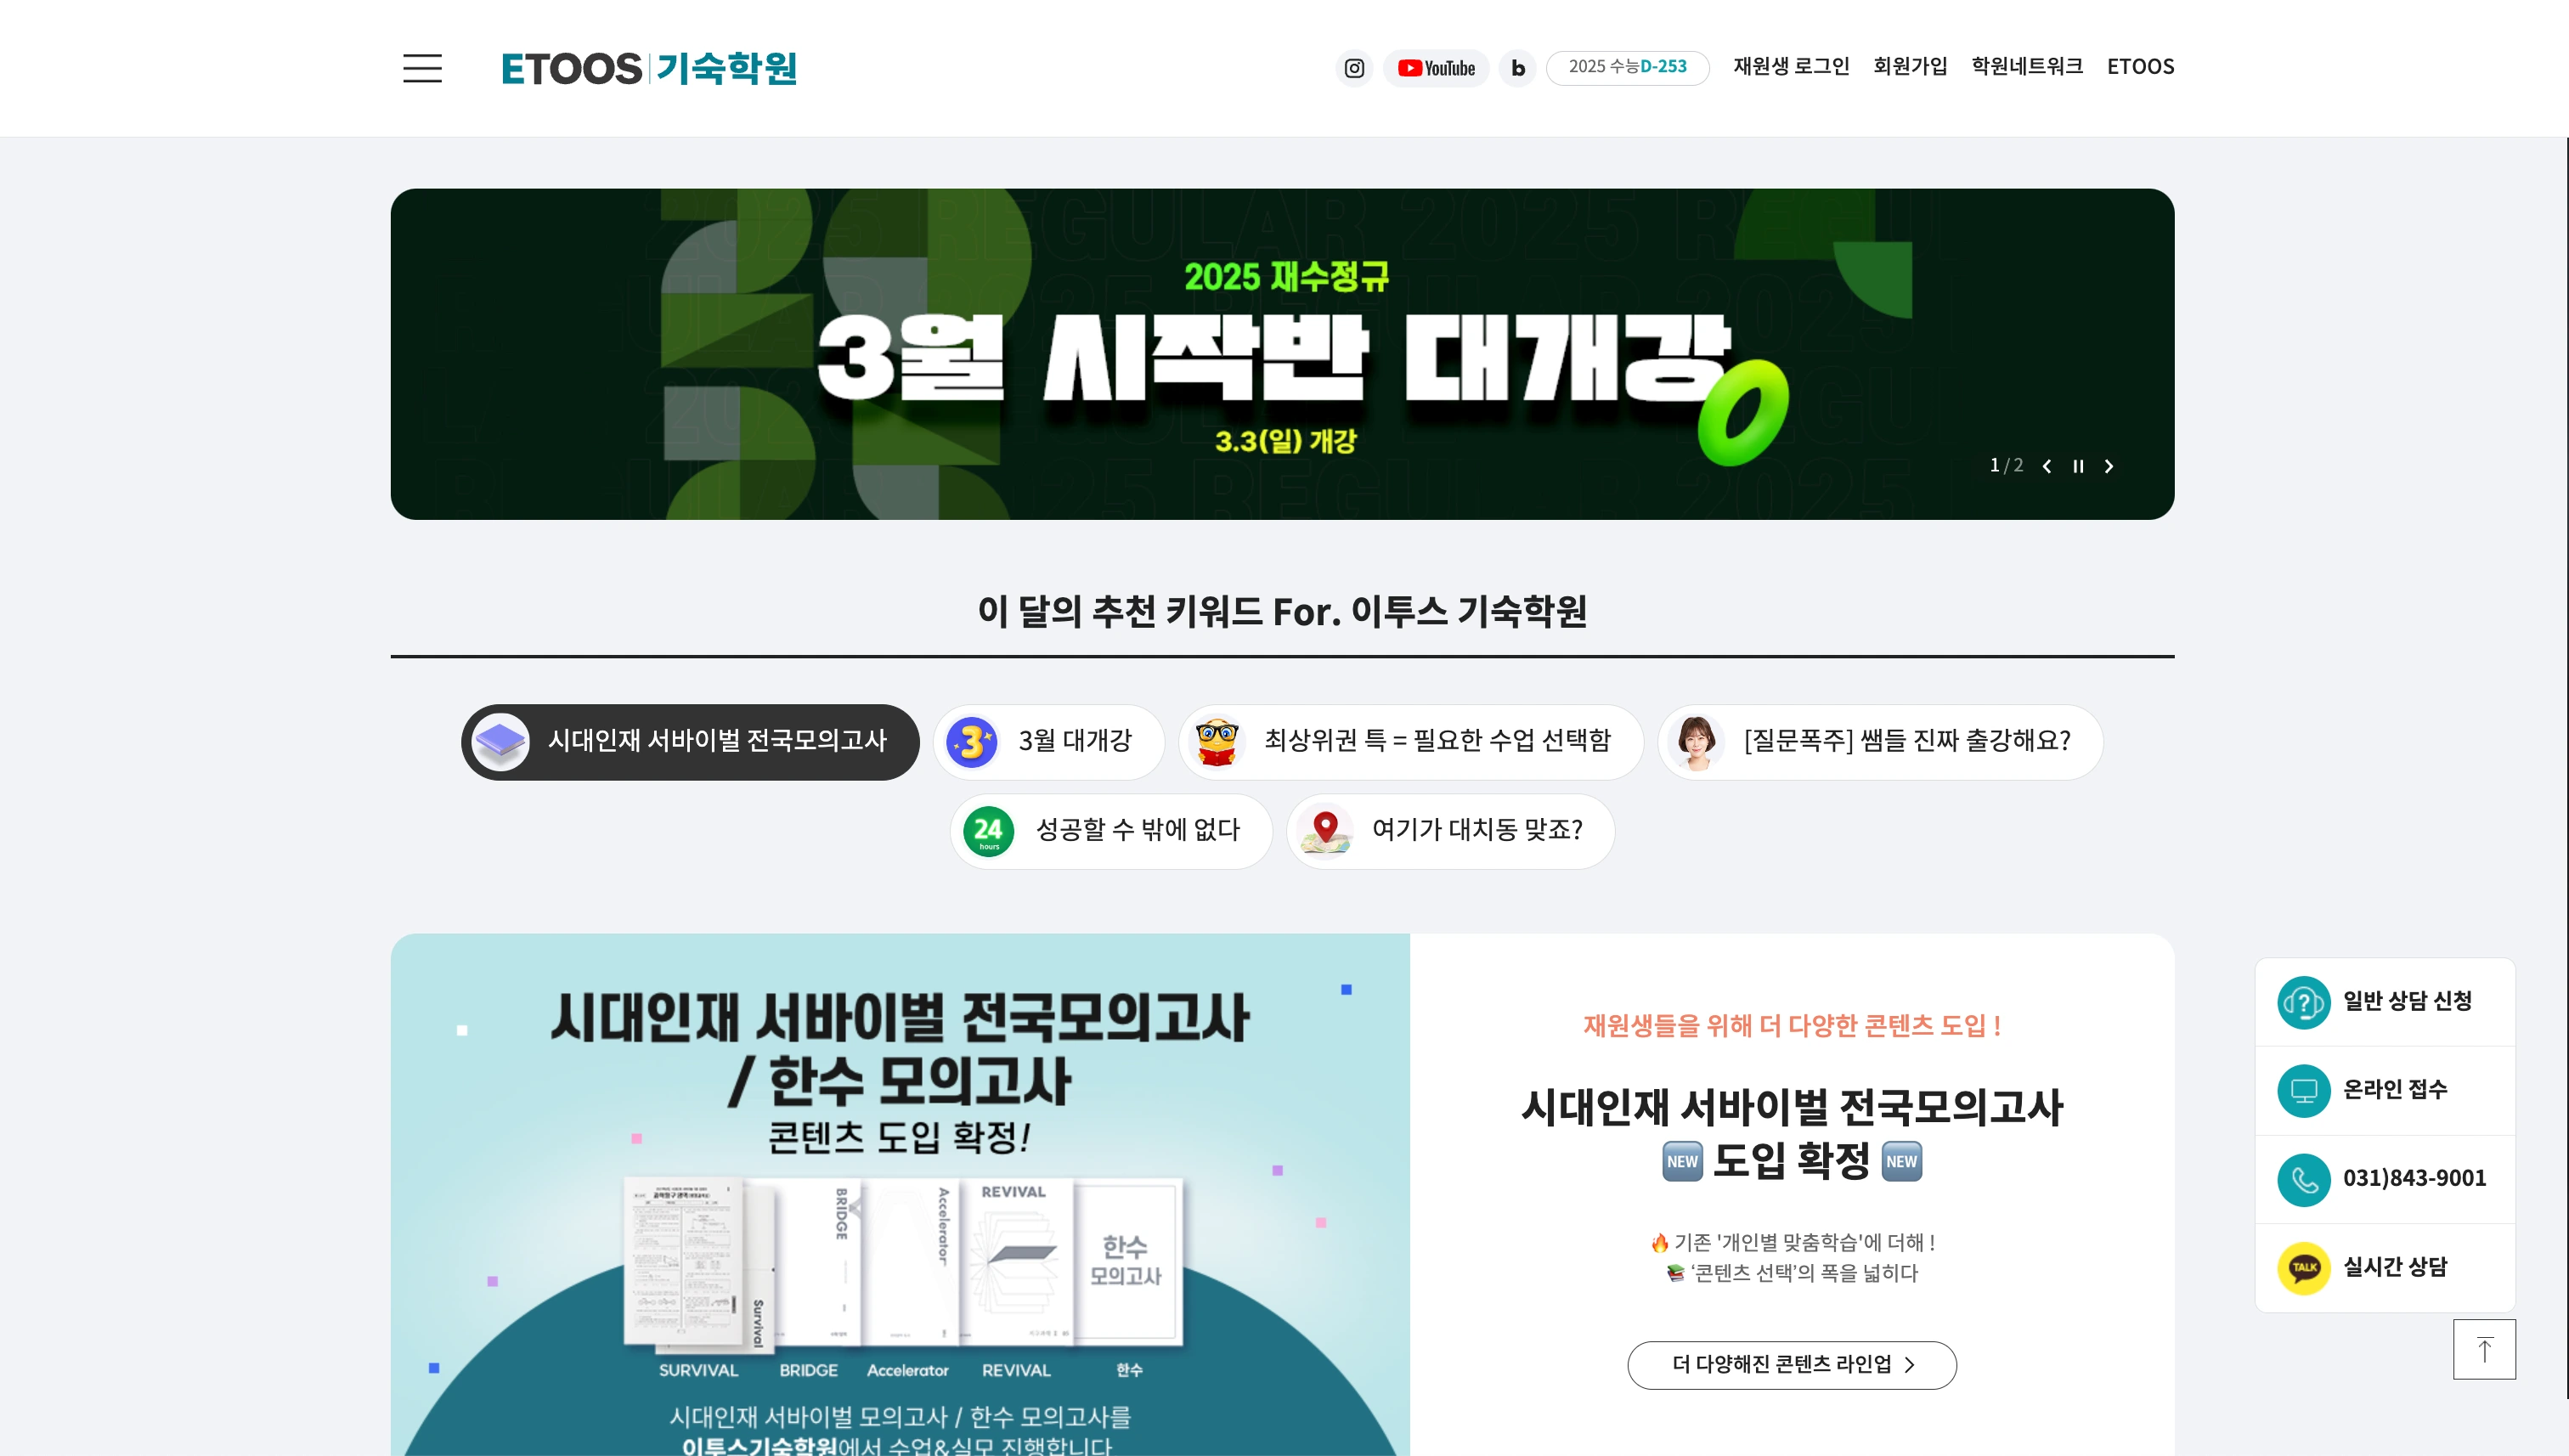 ETOOS 기숙학원
YouTube
b
2025 수능D-253
재원생 로그인
회원가입
학원네트워크
ETOOS
2025 재수정규
3월 시작반 대개강
3.3(일) 개강
1 / 2
이 달의 추천 키워드 For. 이투스 기숙학원
시대인재 서바이벌 전국모의고사
3
3월 대개강
최상위권 특 = 필요한 수업 선택함
[질문폭주] 쌤들 진짜 출강해요?
24
hours
성공할 수 밖에 없다
여기가 대치동 맞죠?
시대인재 서바이벌 전국모의고사
/ 한수 모의고사
콘텐츠 도입 확정!
Survival
BRIDGE
Accelerator
REVIVAL
한수
모의고사
SURVIVAL
BRIDGE
Accelerator
REVIVAL
한수
시대인재 서바이벌 모의고사 / 한수 모의고사를
이투스기숙학원에서 수업&실모 진행합니다
재원생들을 위해 더 다양한 콘텐츠 도입 !
시대인재 서바이벌 전국모의고사
🆕 도입 확정 🆕
🔥 기존 '개인별 맞춤학습'에 더해 !
📚 ‘콘텐츠 선택’의 폭을 넓히다
더 다양해진 콘텐츠 라인업
일반 상담 신청
온라인 접수
031)843-9001
TALK
실시간 상담